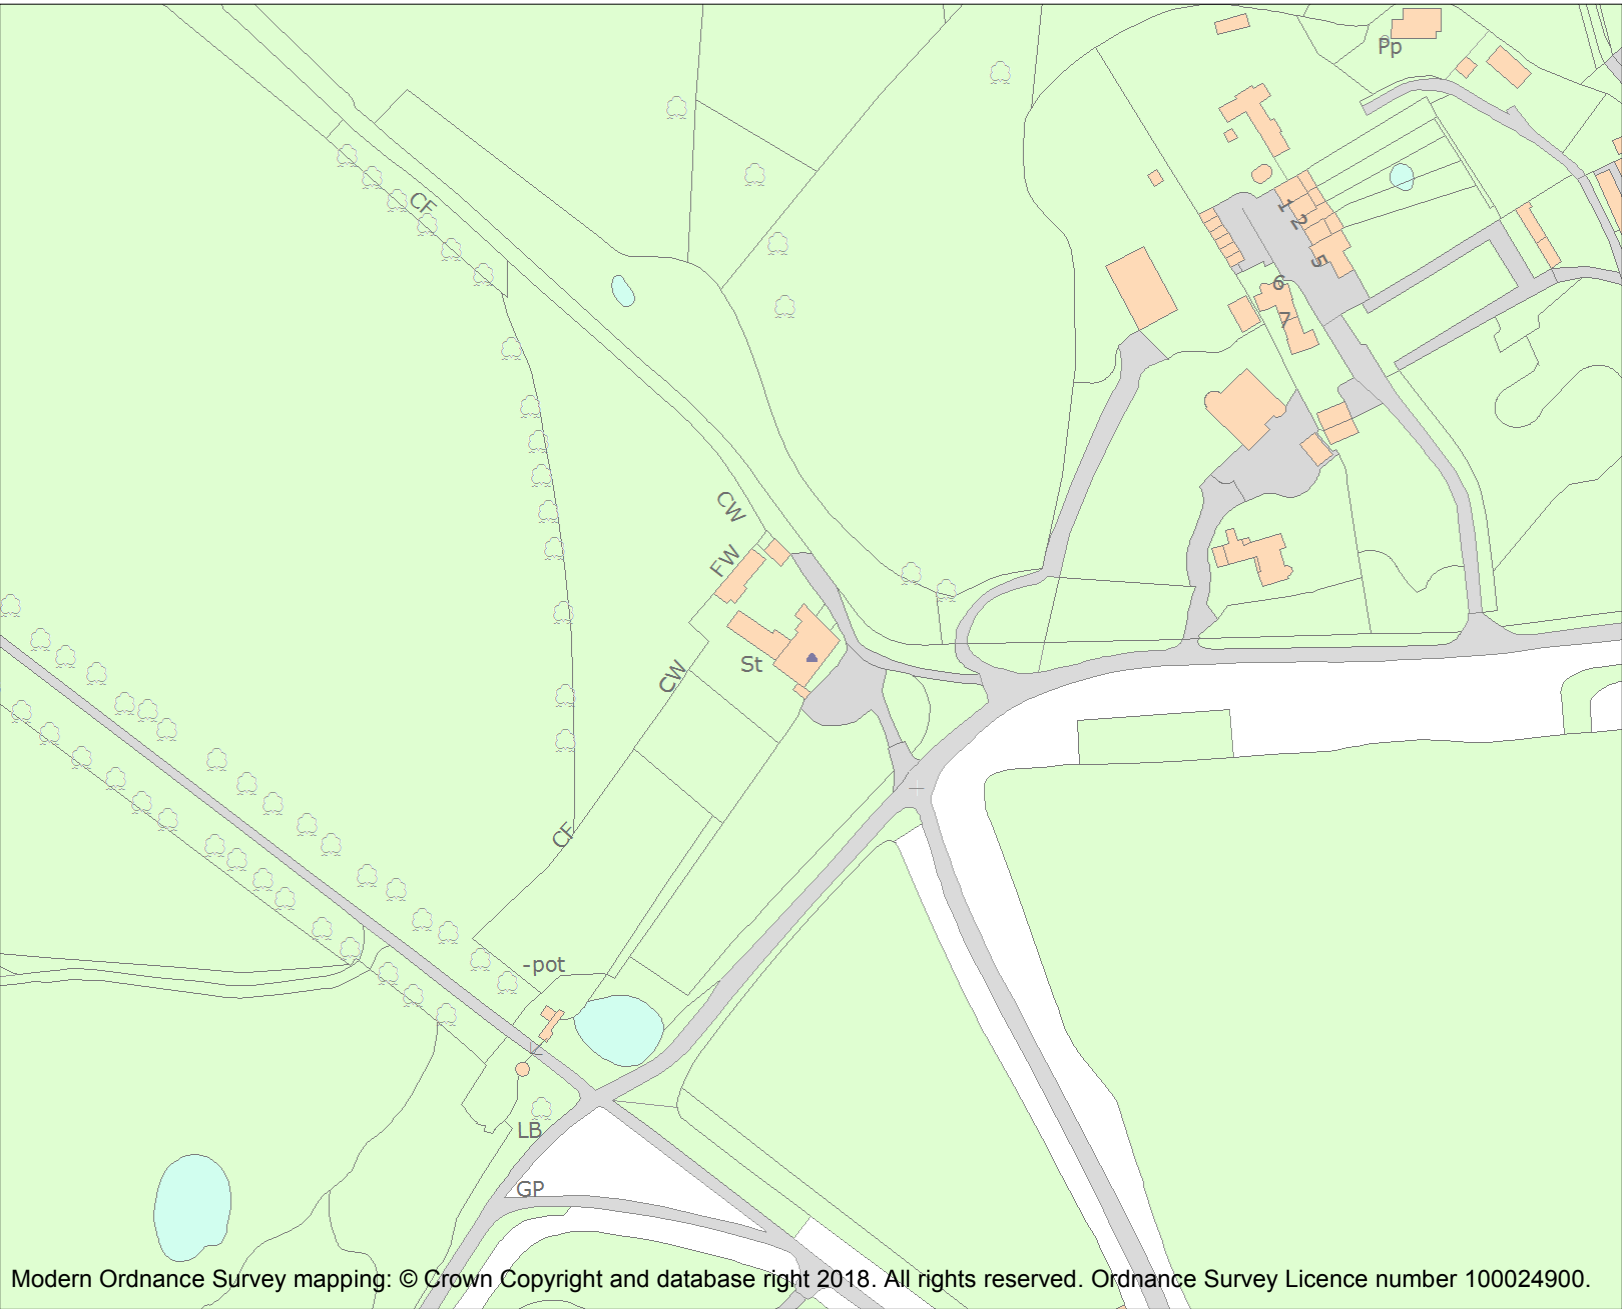 Pp
CF
1
2
5
6
7
CW
FW
St
CW
CF
-pot
LB
GP
Modern Ordnance Survey mapping: © Crown Copyright and database right 2018. All rights reserved. Ordnance Survey Licence number 100024900.